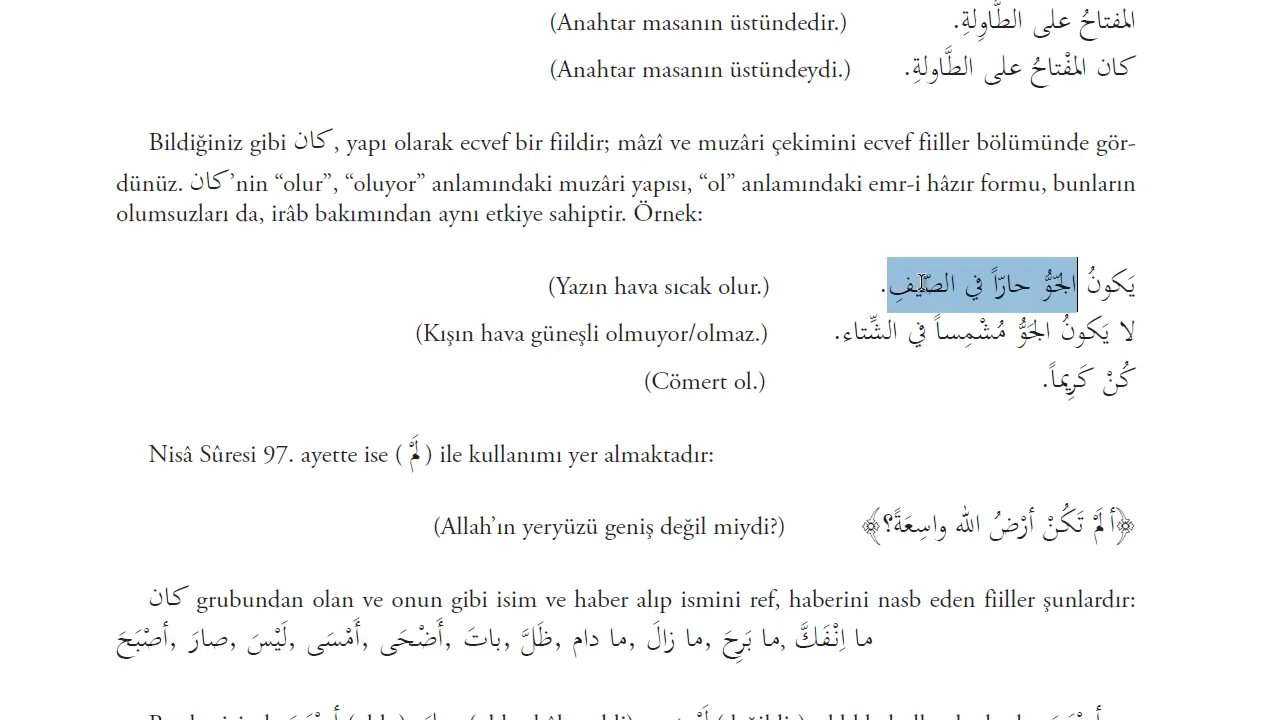 (Anahtar masanın üstündedir.) المفتاحُ على الطَّاوِلةِ.
(Anahtar masanın üstündeydi.) كان المفْتاحُ على الطَّاولةِ.
Bildiğiniz gibi كان, yapı olarak ecvef bir fiildir; mâzî ve muzâri çekimini ecvef fiiller bölümünde gör-
dünüz. كان’nin “olur”, “oluyor” anlamındaki muzâri yapısı, “ol” anlamındaki emr-i hâzır formu, bunların
olumsuzları da, irâb bakımından aynı etkiye sahiptir. Örnek:
(Yazın hava sıcak olur.) يَكونُ الجّوُّ حارّاً في الصّيفِ.
(Kışın hava güneşli olmuyor/olmaz.) لا يَكونُ الجَوُّ مُشْمِساً في الشِّتاء.
(Cömert ol.) كُنْ كَرِيماً.
Nisâ Sûresi 97. ayette ise (لَمْ) ile kullanımı yer almaktadır:
(Allah’ın yeryüzü geniş değil miydi?) ﴿ألَمْ تَكُنْ أرْضُ الله واسِعَةً؟﴾
كان grubundan olan ve onun gibi isim ve haber alıp ismini ref, haberini nasb eden fiiller şunlardır:
أصْبَحَ, صارَ, لَيْسَ, أَمْسَى, أَضْحَى, باتَ, ظَلَّ, ما دام, ما زالَ, ما بَرِحَ, ما اِنْفَكَّ